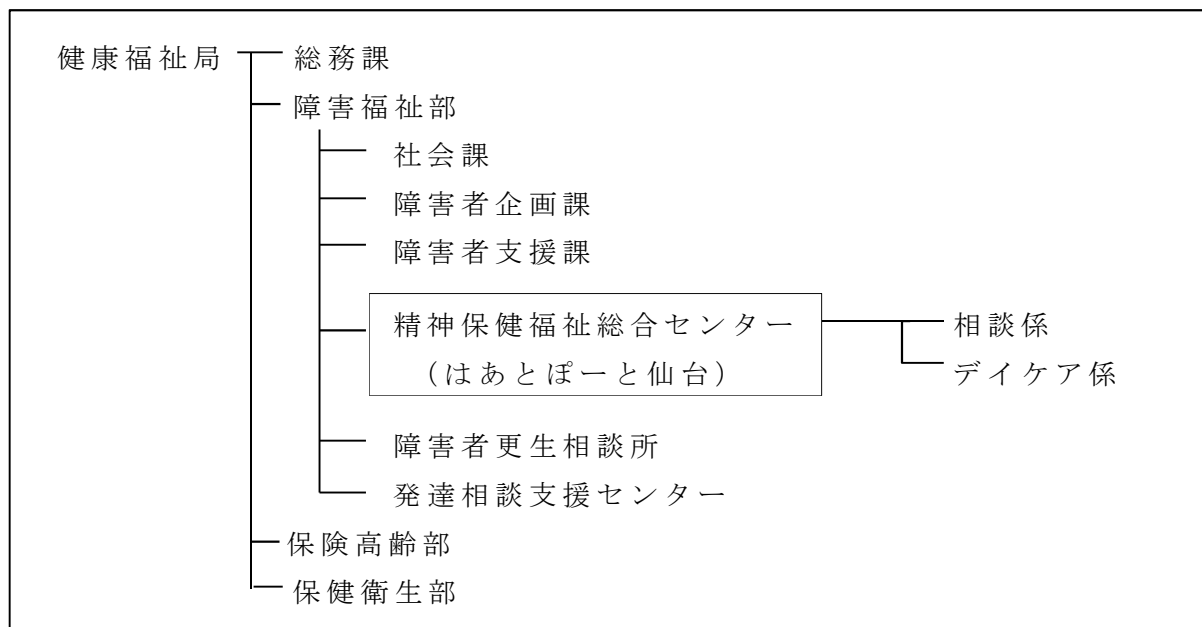 健康福祉局 総務課
障害福祉部
社会課
障害者企画課
障害者支援課
精神保健福祉総合センター 相談係
（はあとぽーと仙台） デイケア係
障害者更生相談所
発達相談支援センター
保険高齢部
保健衛生部